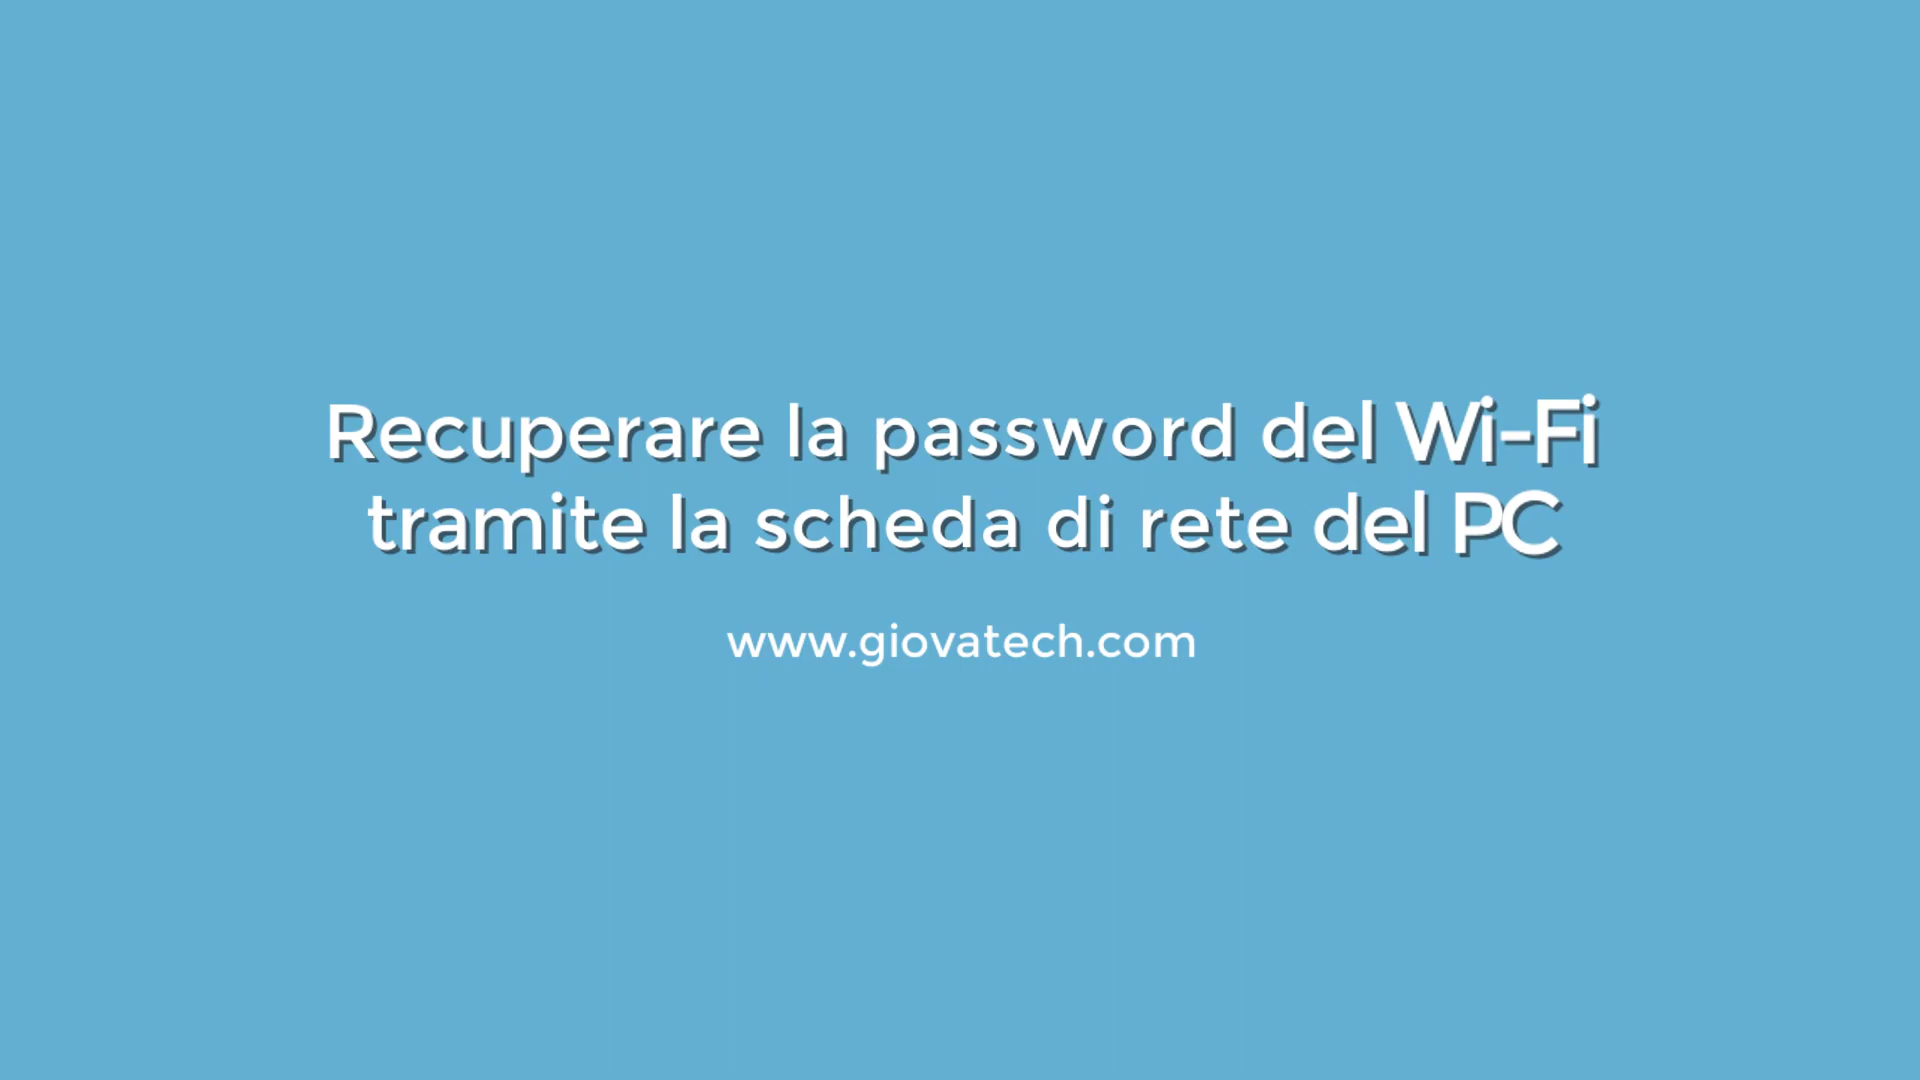 Recuperare la password del Wi-Fi
tramite la scheda di rete del PC
www.giovatech.com